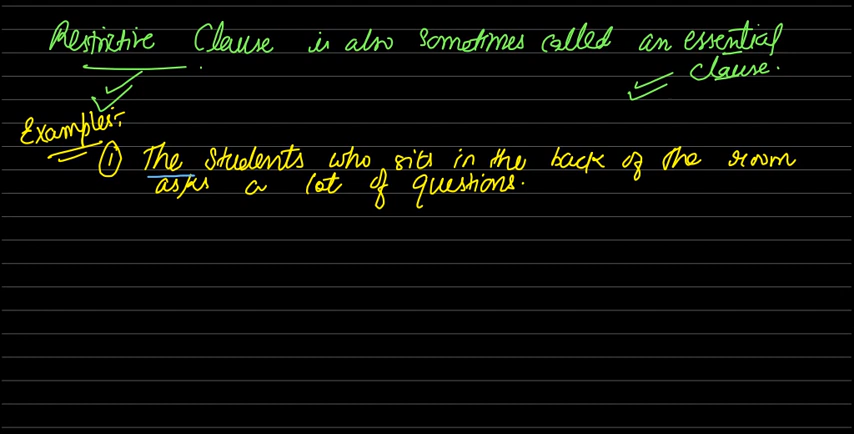 Restrictive Clause is also sometimes called an essential
clause.
Examples:-
① The students who sits in the back of the room
asks a lot of questions.